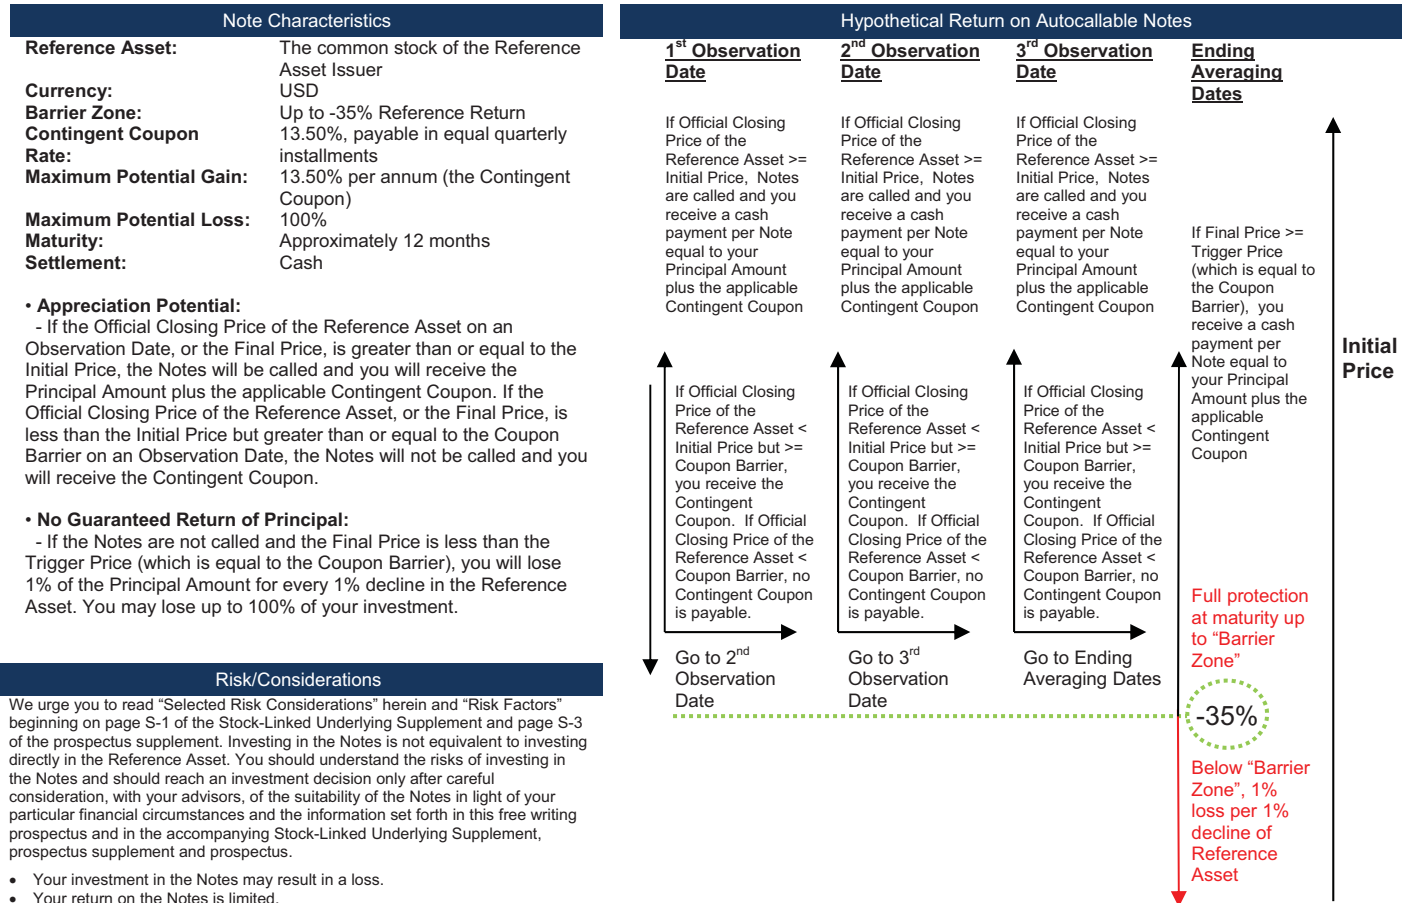 Note Characteristics
Reference Asset: The common stock of the Reference
Asset Issuer
Currency: USD
Barrier Zone: Up to -35% Reference Return
Contingent Coupon 13.50%, payable in equal quarterly
Rate: installments
Maximum Potential Gain: 13.50% per annum (the Contingent
Coupon)
Maximum Potential Loss: 100%
Maturity: Approximately 12 months
Settlement: Cash
• Appreciation Potential:
- If the Official Closing Price of the Reference Asset on an
Observation Date, or the Final Price, is greater than or equal to the
Initial Price, the Notes will be called and you will receive the
Principal Amount plus the applicable Contingent Coupon. If the
Official Closing Price of the Reference Asset, or the Final Price, is
less than the Initial Price but greater than or equal to the Coupon
Barrier on an Observation Date, the Notes will not be called and you
will receive the Contingent Coupon.
• No Guaranteed Return of Principal:
- If the Notes are not called and the Final Price is less than the
Trigger Price (which is equal to the Coupon Barrier), you will lose
1% of the Principal Amount for every 1% decline in the Reference
Asset. You may lose up to 100% of your investment.
Risk/Considerations
We urge you to read “Selected Risk Considerations” herein and “Risk Factors”
beginning on page S-1 of the Stock-Linked Underlying Supplement and page S-3
of the prospectus supplement. Investing in the Notes is not equivalent to investing
directly in the Reference Asset. You should understand the risks of investing in
the Notes and should reach an investment decision only after careful
consideration, with your advisors, of the suitability of the Notes in light of your
particular financial circumstances and the information set forth in this free writing
prospectus and in the accompanying Stock-Linked Underlying Supplement,
prospectus supplement and prospectus.
• Your investment in the Notes may result in a loss.
• Your return on the Notes is limited.
Hypothetical Return on Autocallable Notes
1st Observation
Date
If Official Closing
Price of the
Reference Asset >=
Initial Price, Notes
are called and you
receive a cash
payment per Note
equal to your
Principal Amount
plus the applicable
Contingent Coupon
If Official Closing
Price of the
Reference Asset <
Initial Price but >=
Coupon Barrier,
you receive the
Contingent
Coupon. If Official
Closing Price of the
Reference Asset <
Coupon Barrier, no
Contingent Coupon
is payable.
Go to 2nd
Observation
Date
2nd Observation
Date
If Official Closing
Price of the
Reference Asset >=
Initial Price, Notes
are called and you
receive a cash
payment per Note
equal to your
Principal Amount
plus the applicable
Contingent Coupon
If Official Closing
Price of the
Reference Asset <
Initial Price but >=
Coupon Barrier,
you receive the
Contingent
Coupon. If Official
Closing Price of the
Reference Asset <
Coupon Barrier, no
Contingent Coupon
is payable.
Go to 3rd
Observation
Date
3rd Observation
Date
If Official Closing
Price of the
Reference Asset >=
Initial Price, Notes
are called and you
receive a cash
payment per Note
equal to your
Principal Amount
plus the applicable
Contingent Coupon
If Official Closing
Price of the
Reference Asset <
Initial Price but >=
Coupon Barrier,
you receive the
Contingent
Coupon. If Official
Closing Price of the
Reference Asset <
Coupon Barrier, no
Contingent Coupon
is payable.
Go to Ending
Averaging Dates
Ending
Averaging
Dates
If Final Price >=
Trigger Price
(which is equal to
the Coupon
Barrier), you
receive a cash
payment per
Note equal to
your Principal
Amount plus the
applicable
Contingent
Coupon
Initial
Price
Full protection
at maturity up
to “Barrier
Zone”
-35%
Below “Barrier
Zone”, 1%
loss per 1%
decline of
Reference
Asset